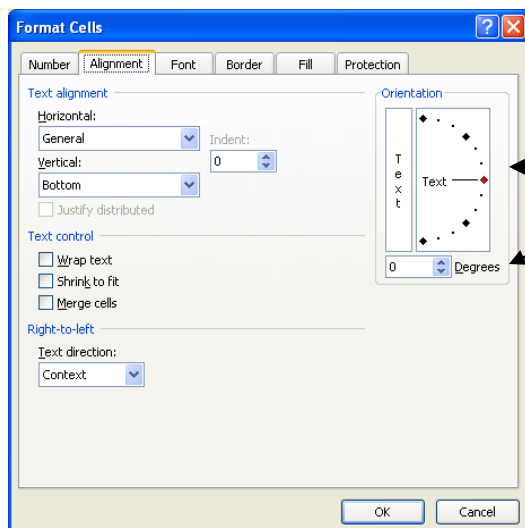 Format Cells
Number Alignment Font Border Fill Protection
Text alignment
Horizontal:
General
Indent:
0
Vertical:
Bottom
Justify distributed
Text control
Wrap text
Shrink to fit
Merge cells
Right-to-left
Text direction:
Context
Orientation
T
e
x
t
Text
0 Degrees
OK Cancel